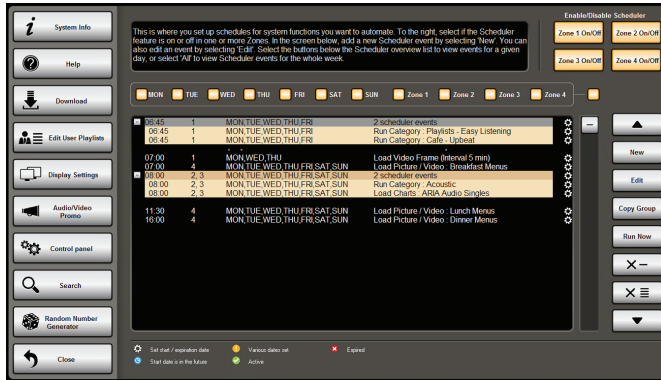 System Info
Help
Download
Edit User Playlists
Display Settings
Audio/Video
Promo
Control panel
Search
Random Number
Generator
Close
This is where you set up schedules for system functions you want to automate. To the right, select if the Scheduler
feature is on or off in one or more Zones. In the screen below, add a new Scheduler event by selecting 'New'. You can
also edit an event by selecting 'Edit'. Select the buttons below the Scheduler overview list to view events for a given
day, or select 'All' to view Scheduler events for the whole week.
Enable/Disable Scheduler
Zone 1 On/Off Zone 2 On/Off
Zone 3 On/Off Zone 4 On/Off
MON TUE WED THU FRI SAT SUN Zone 1 Zone 2 Zone 3 Zone 4
06:45 1 MON,TUE,WED,THU,FRI 2 scheduler events
06:45 1 MON,TUE,WED,THU,FRI Run Category : Playlists - Easy Listening
06:45 1 MON,TUE,WED,THU,FRI Run Category : Cafe - Upbeat
07:00 1 MON,WED,THU Load Video Frame (Interval 5 min)
07:00 4 MON,TUE,WED,THU,FRI,SAT,SUN Load Picture / Video : Breakfast Menus
08:00 2, 3 MON,TUE,WED,THU,FRI,SAT,SUN 2 scheduler events
08:00 2, 3 MON,TUE,WED,THU,FRI,SAT,SUN Run Category : Acoustic
08:00 2, 3 MON,TUE,WED,THU,FRI,SAT,SUN Load Charts : ARIA Audio Singles
11:30 4 MON,TUE,WED,THU,FRI,SAT,SUN Load Picture / Video : Lunch Menus
16:00 4 MON,TUE,WED,THU,FRI,SAT,SUN Load Picture / Video : Dinner Menus
New
Edit
Copy Group
Run Now
Set start / expiration date Various dates set Expired
Start date is in the future Active